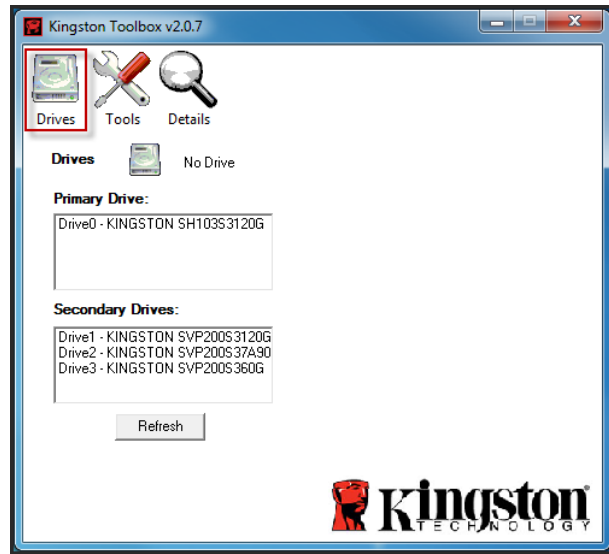 Kingston Toolbox v2.0.7
Drives Tools Details
Drives No Drive
Primary Drive:
Drive0 - KINGSTON SH103S3120G
Secondary Drives:
Drive1 - KINGSTON SVP200S3120G
Drive2 - KINGSTON SVP200S37A90
Drive3 - KINGSTON SVP200S360G
Refresh
Kingston
TECHNOLOGY